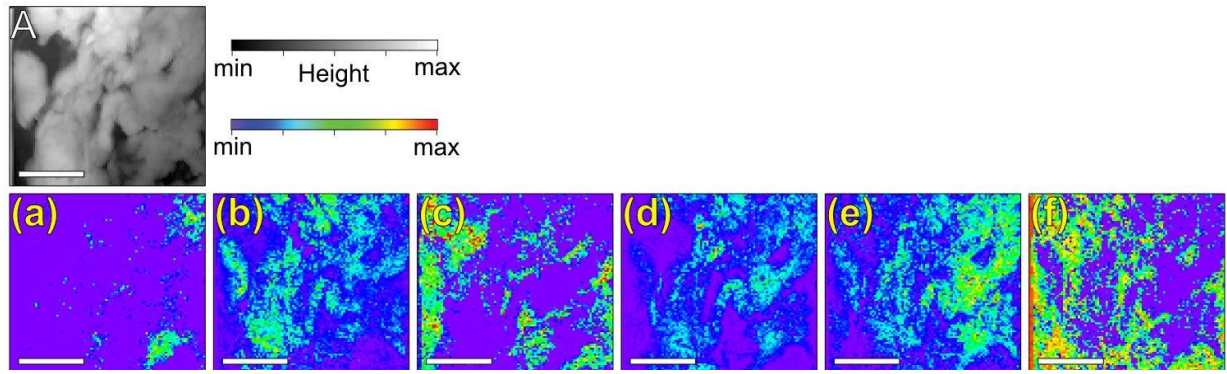 A
min Height max
min max
(a) (b) (c) (d) (e) (f)